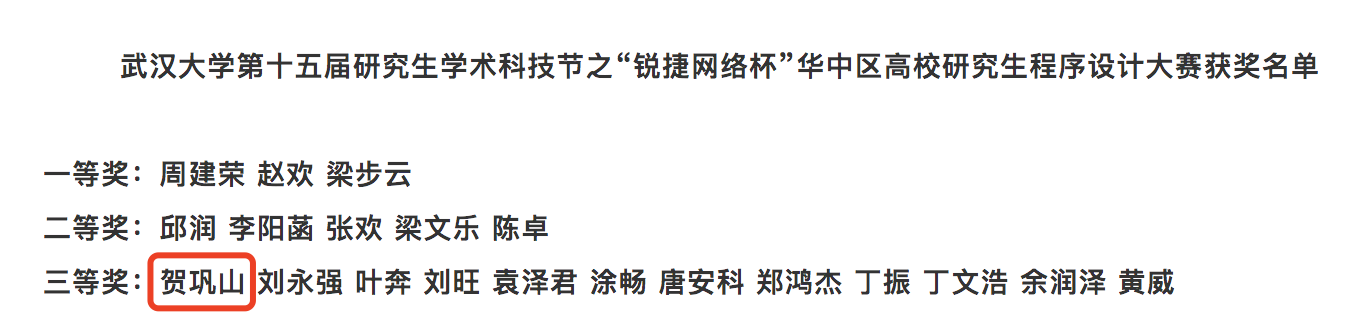 武汉大学第十五届研究生学术科技节之“锐捷网络杯”华中区高校研究生程序设计大赛获奖名单
一等奖：周建荣 赵欢 梁步云
二等奖：邱润 李阳菡 张欢 梁文乐 陈卓
三等奖：贺巩山 刘永强 叶奔 刘旺 袁泽君 涂畅 唐安科 郑鸿杰 丁振 丁文浩 余润泽 黄威